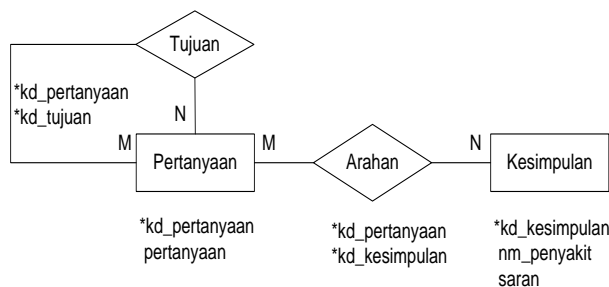 Tujuan
*kd_pertanyaan
*kd_tujuan
N
M
Pertanyaan
M
Arahan
N
Kesimpulan
*kd_pertanyaan
pertanyaan
*kd_pertanyaan
*kd_kesimpulan
*kd_kesimpulan
nm_penyakit
saran